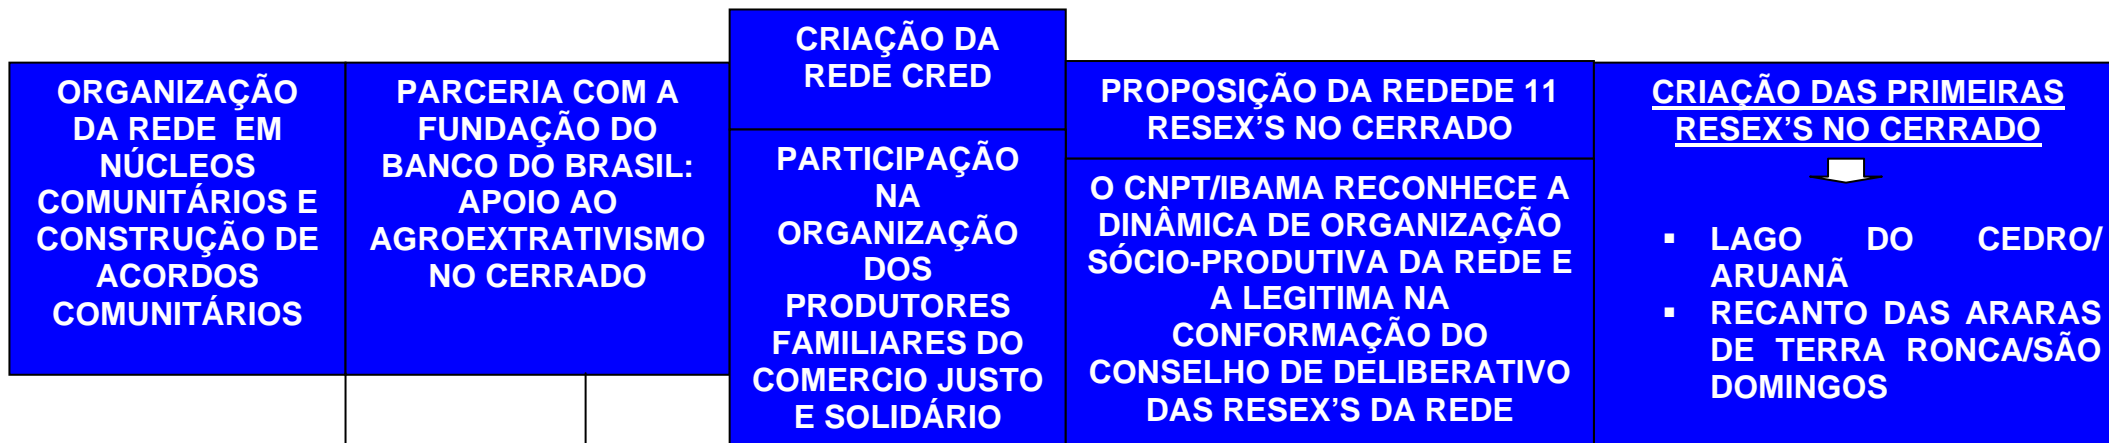 ORGANIZAÇÃO
DA REDE EM
NÚCLEOS
COMUNITÁRIOS E
CONSTRUÇÃO DE
ACORDOS
COMUNITÁRIOS
PARCERIA COM A
FUNDAÇÃO DO
BANCO DO BRASIL:
APOIO AO
AGROEXTRATIVISMO
NO CERRADO
CRIAÇÃO DA
REDE CRED
PARTICIPAÇÃO
NA
ORGANIZAÇÃO
DOS
PRODUTORES
FAMILIARES DO
COMERCIO JUSTO
E SOLIDÁRIO
PROPOSIÇÃO DA REDEDE 11
RESEX'S NO CERRADO
O CNPT/IBAMA RECONHECE A
DINÂMICA DE ORGANIZAÇÃO
SÓCIO-PRODUTIVA DA REDE E
A LEGITIMA NA
CONFORMAÇÃO DO
CONSELHO DE DELIBERATIVO
DAS RESEX'S DA REDE
CRIAÇÃO DAS PRIMEIRAS
RESEX'S NO CERRADO
▪ LAGO DO CEDRO/
ARUANÃ
▪ RECANTO DAS ARARAS
DE TERRA RONCA/SÃO
DOMINGOS